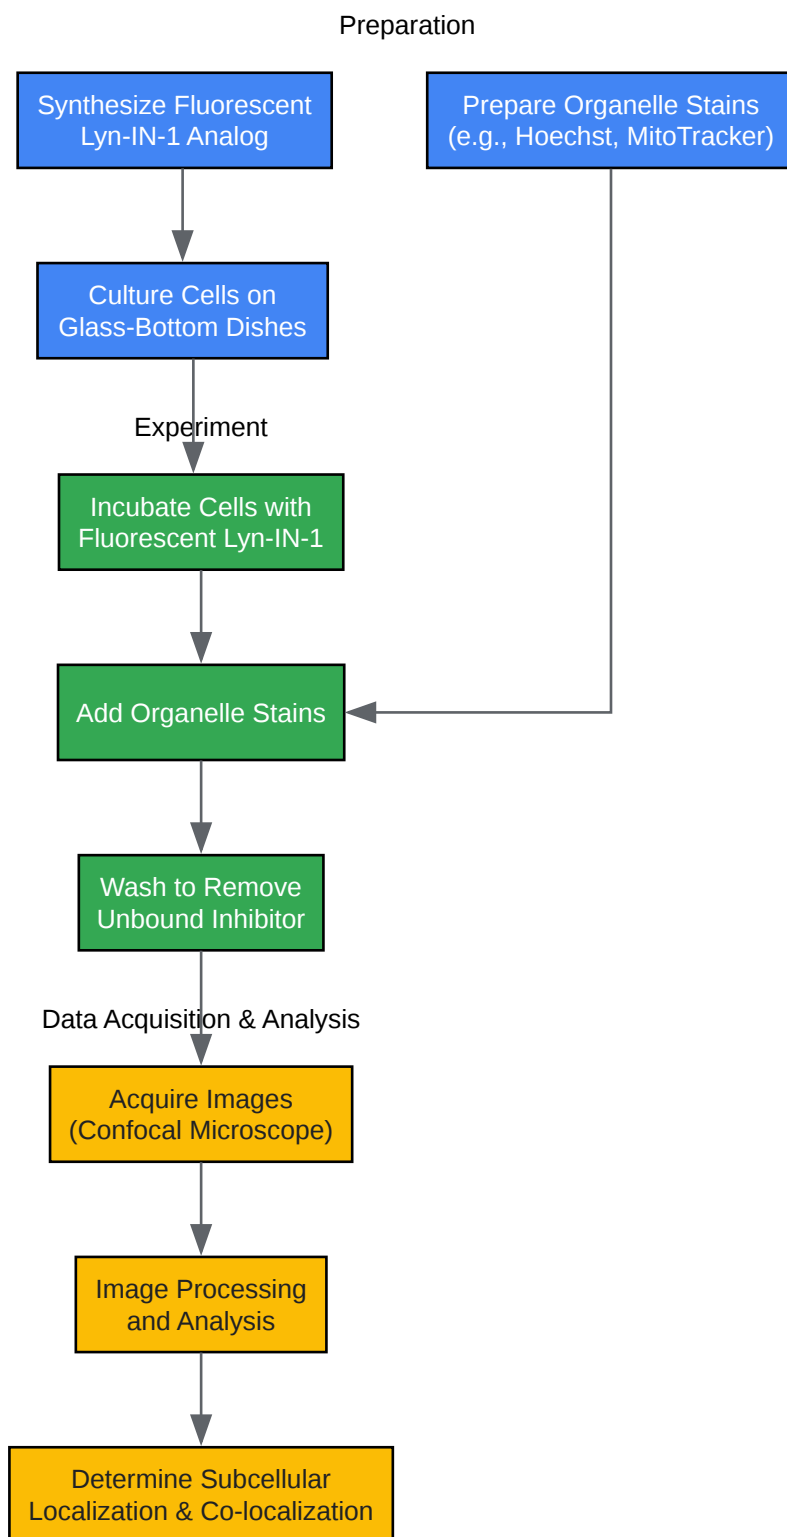 Preparation
Synthesize Fluorescent
Lyn-IN-1 Analog
Prepare Organelle Stains
(e.g., Hoechst, MitoTracker)
Culture Cells on
Glass-Bottom Dishes
Experiment
Incubate Cells with
Fluorescent Lyn-IN-1
Add Organelle Stains
Wash to Remove
Unbound Inhibitor
Data Acquisition & Analysis
Acquire Images
(Confocal Microscope)
Image Processing
and Analysis
Determine Subcellular
Localization & Co-localization